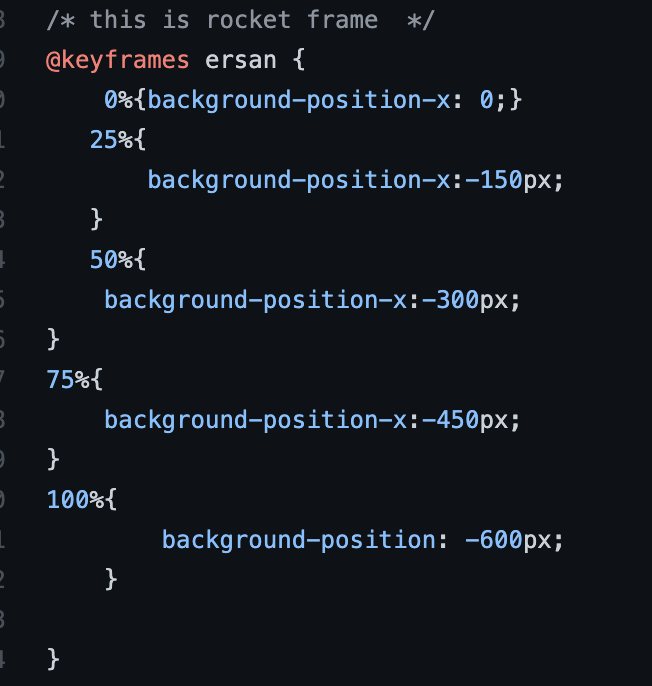 /* this is rocket frame  */
@keyframes ersan {
    0%{background-position-x: 0;}
   25%{
       background-position-x:-150px;
   }
   50%{
    background-position-x:-300px;
}
75%{
    background-position-x:-450px;
}
100%{
        background-position: -600px;
    }

}